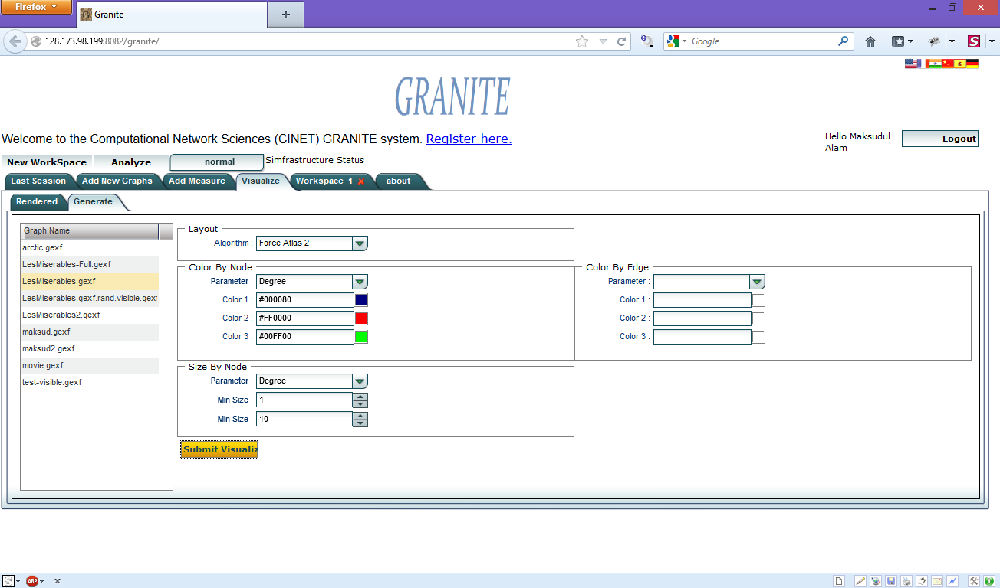 Firefox
Granite
128.173.98.199:8082/granite/
Google
GRANITE
Welcome to the Computational Network Sciences (CINET) GRANITE system. Register here.
Hello Maksudul
Alam
Logout
New WorkSpace
Analyze
normal
Simfrastructure Status
Last Session
Add New Graphs
Add Measure
Visualize
Workspace_1
about
Rendered
Generate
Graph Name
arctic.gexf
LesMiserables-Full.gexf
LesMiserables.gexf
LesMiserables.gexf.rand.visible.gexf
LesMiserables2.gexf
maksud.gexf
maksud2.gexf
movie.gexf
test-visible.gexf
Layout
Algorithm : Force Atlas 2
Color By Node
Parameter : Degree
Color 1 : #000080
Color 2 : #FF0000
Color 3 : #00FF00
Color By Edge
Parameter :
Color 1 :
Color 2 :
Color 3 :
Size By Node
Parameter : Degree
Min Size : 1
Min Size : 10
Submit Visualiz
S
ABP